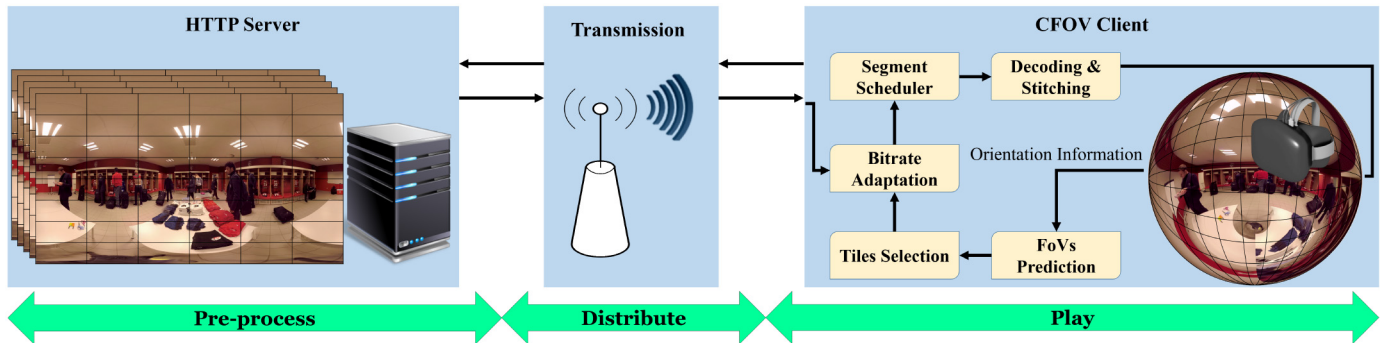 HTTP Server
Transmission
CFOV Client
Segment
Scheduler
Decoding &
Stitching
Bitrate
Adaptation
Orientation Information
Tiles Selection
FoVs
Prediction
Pre-process
Distribute
Play